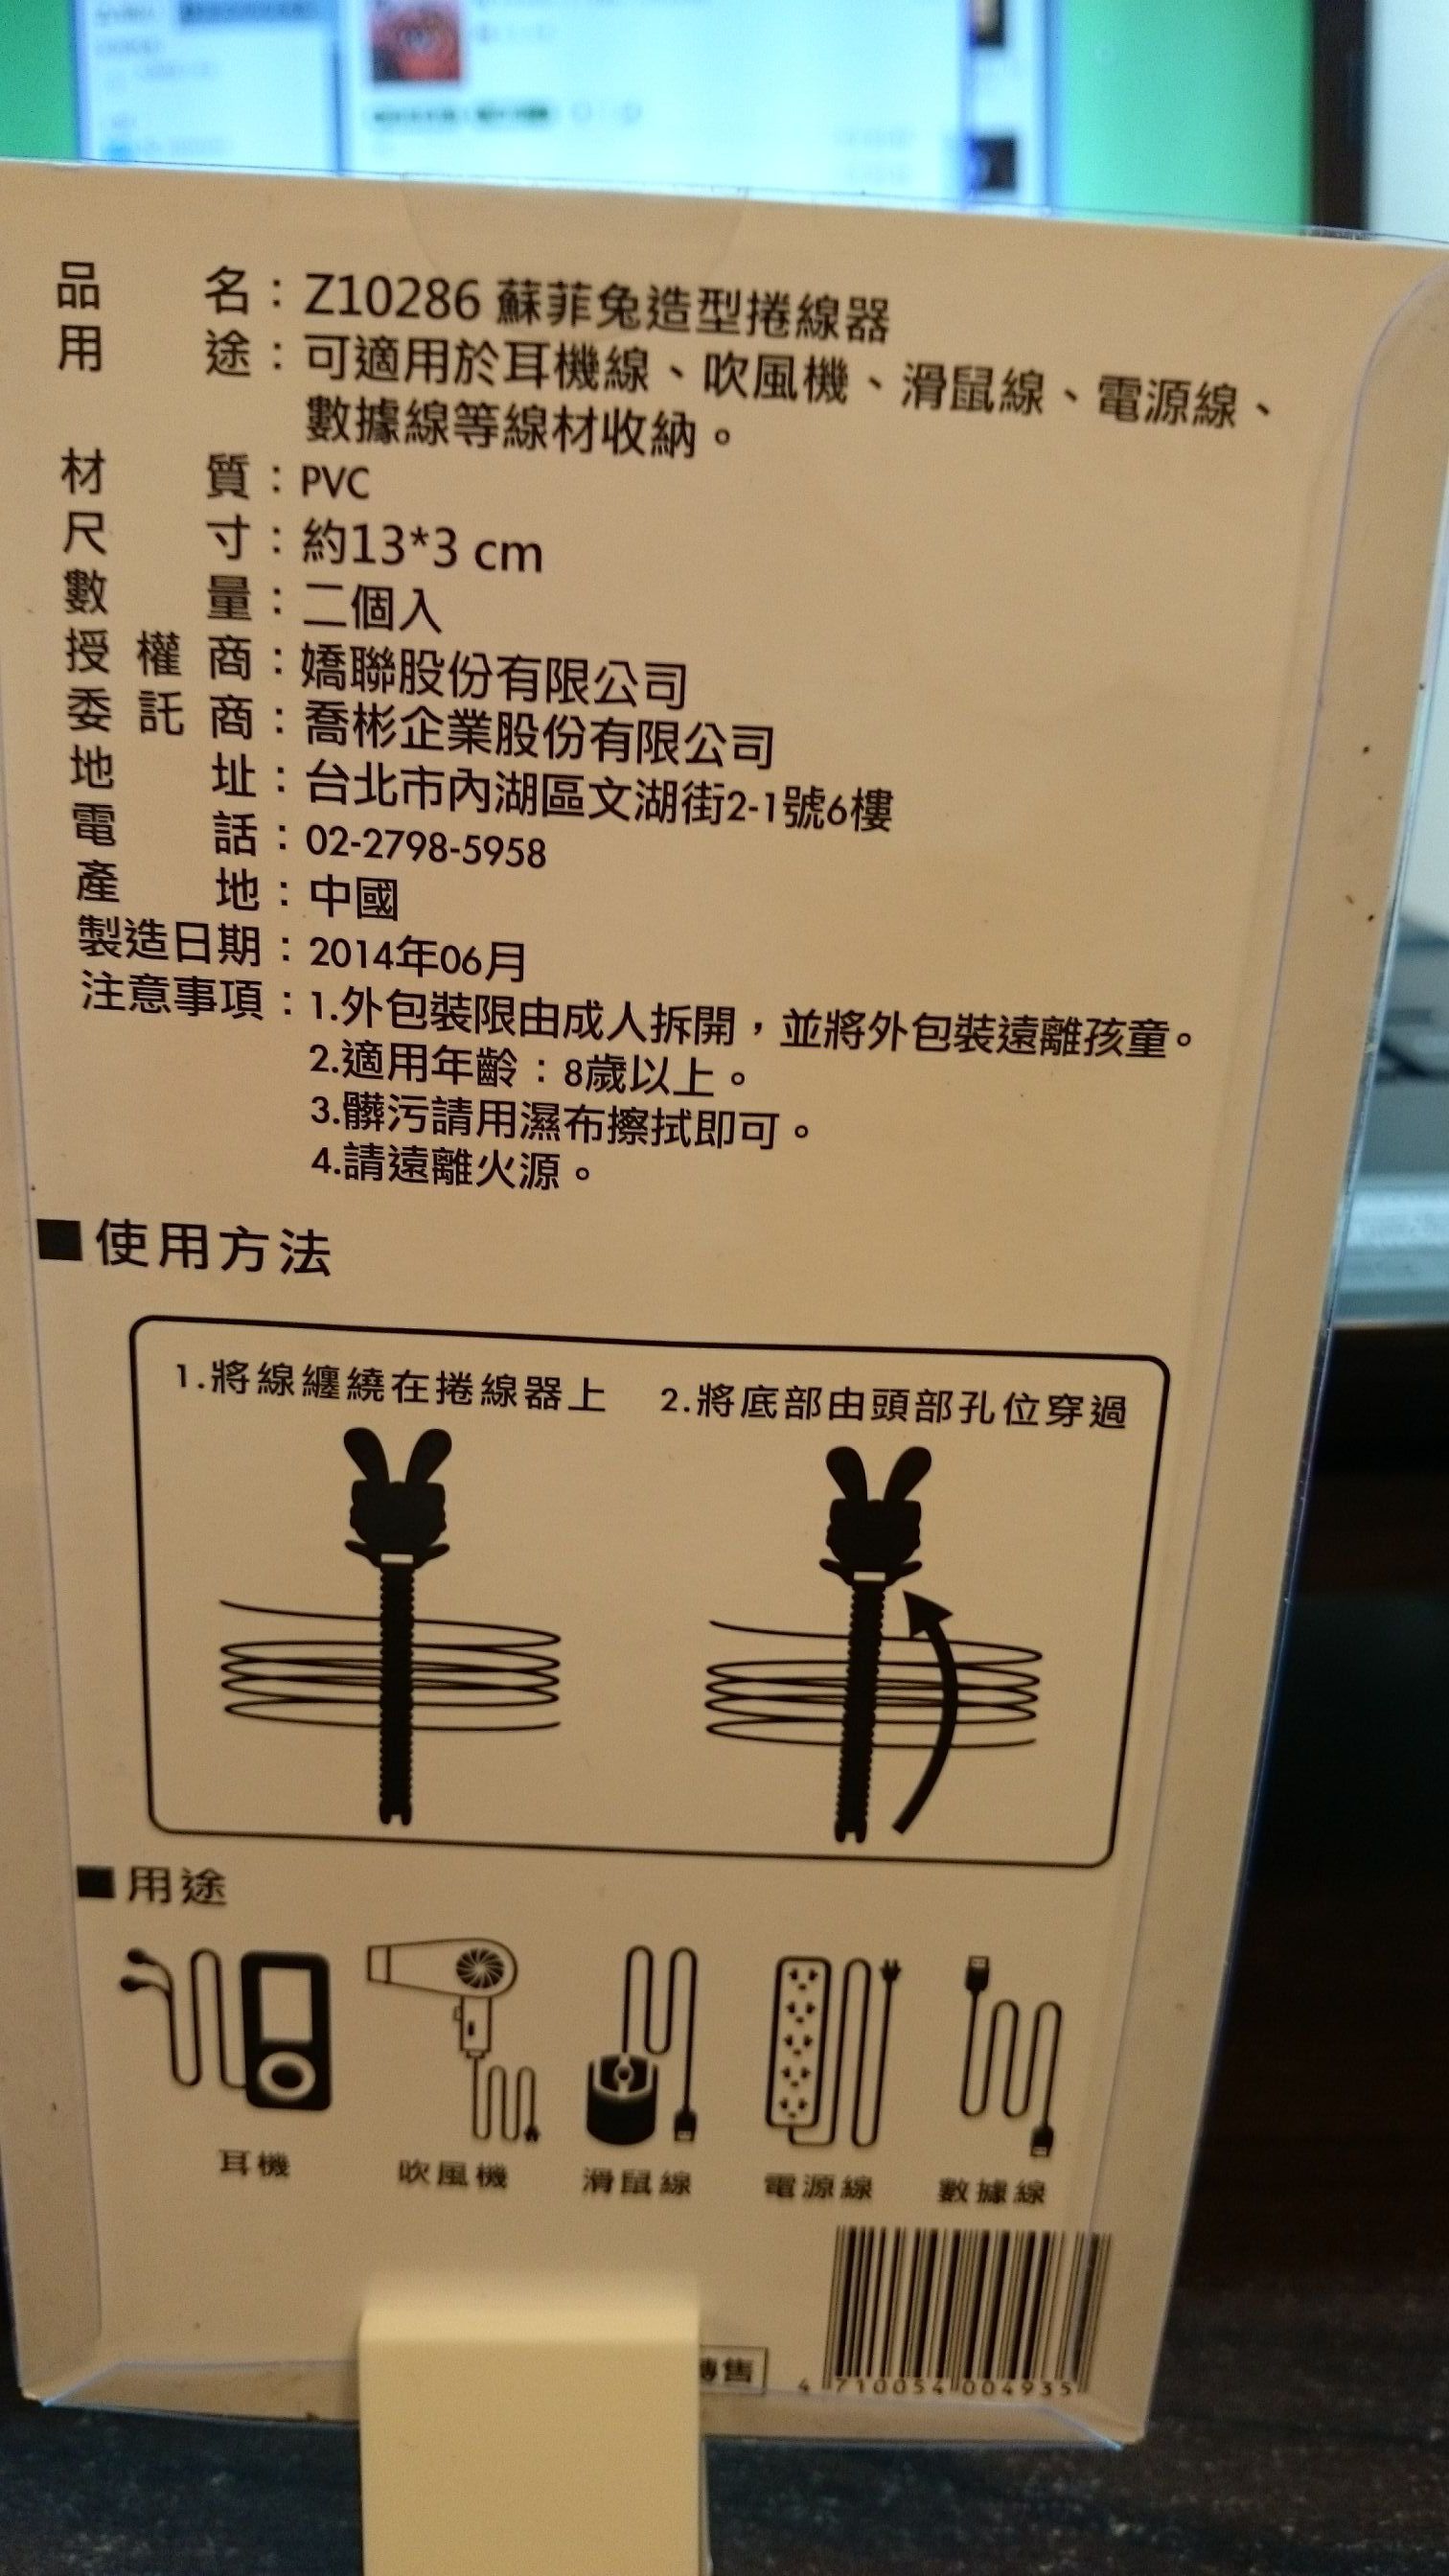 品名：Z10286 蘇菲兔造型捲線器
用途：可適用於耳機線、吹風機、滑鼠線、電源線、
數據線等線材收納。
材質：PVC
尺寸：約13*3 cm
數量：二個入
授權商：嬌聯股份有限公司
委託商：喬彬企業股份有限公司
地址：台北市內湖區文湖街2-1號6樓
電話：02-2798-5958
產地：中國
製造日期：2014年06月
注意事項：1.外包裝限由成人拆開，並將外包裝遠離孩童。
2.適用年齡：8歲以上。
3.髒污請用濕布擦拭即可。
4.請遠離火源。
■使用方法
1.將線纏繞在捲線器上 2.將底部由頭部孔位穿過
■用途
耳機 吹風機 滑鼠線 電源線 數據線
售
4 710054 004935